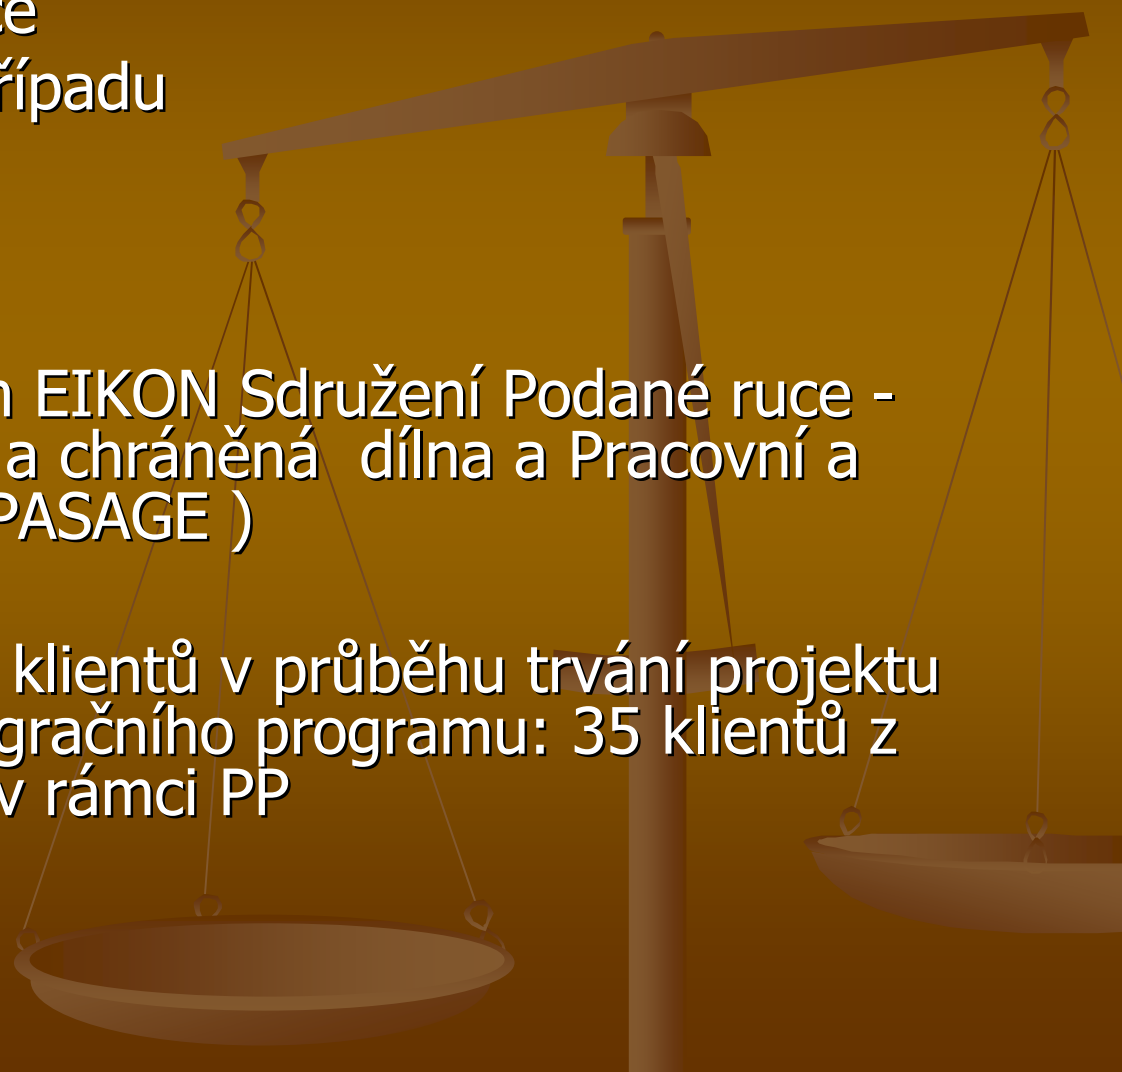 ce
řípadu
n EIKON Sdružení Podané ruce -
a chráněná dílna a Pracovní a
PASAGE )
klientů v průběhu trvání projektu
gračního programu: 35 klientů z
v rámci PP